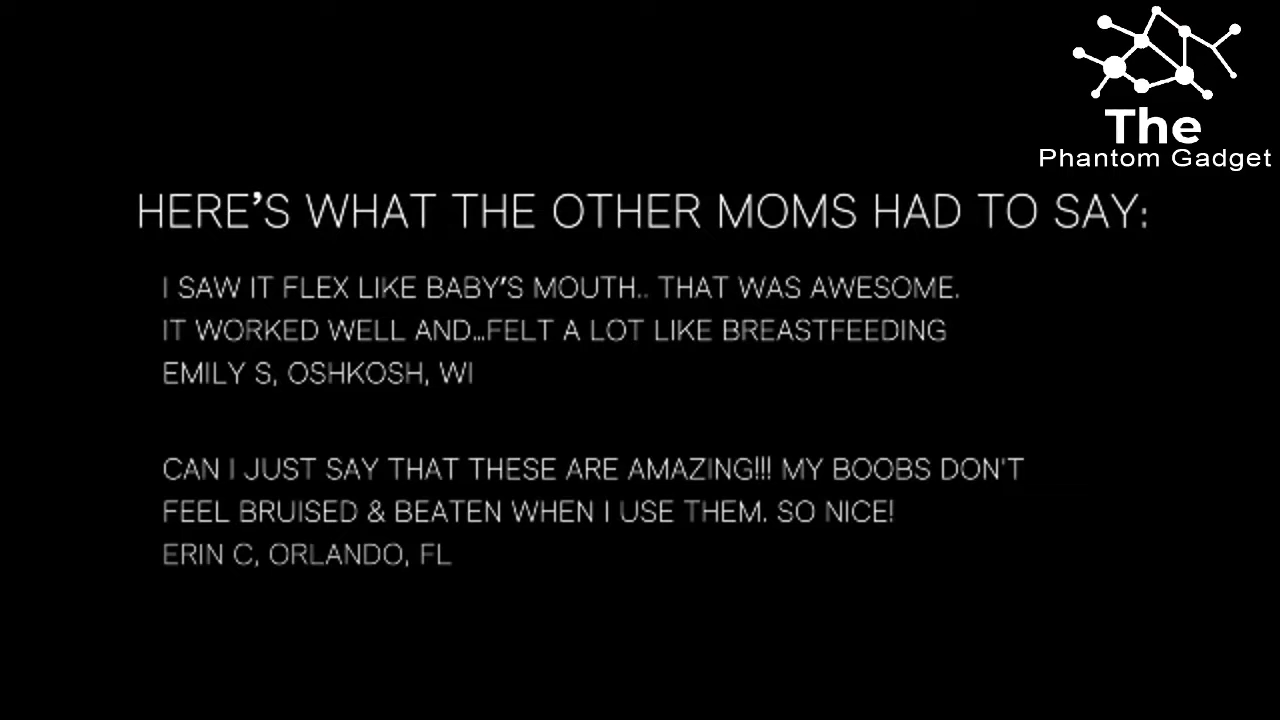 The
Phantom Gadget
HERE'S WHAT THE OTHER MOMS HAD TO SAY:
I SAW IT FLEX LIKE BABY'S MOUTH.. THAT WAS AWESOME.
IT WORKED WELL AND...FELT A LOT LIKE BREASTFEEDING
EMILY S, OSHKOSH, WI
CAN I JUST SAY THAT THESE ARE AMAZING!!! MY BOOBS DON'T
FEEL BRUISED & BEATEN WHEN I USE THEM. SO NICE!
ERIN C, ORLANDO, FL